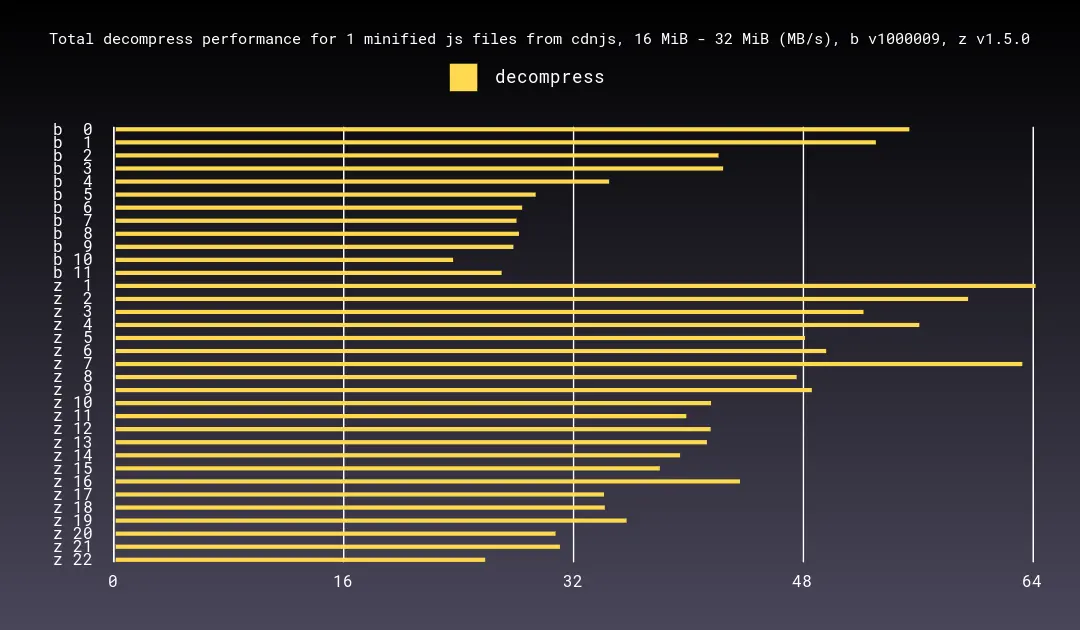 Total decompress performance for 1 minified js files from cdnjs, 16 MiB - 32 MiB (MB/s), b v1000009, z v1.5.0
decompress
b 0
b 1
b 2
b 3
b 4
b 5
b 6
b 7
b 8
b 9
b 10
b 11
z 1
z 2
z 3
z 4
z 5
z 6
z 7
z 8
z 9
z 10
z 11
z 12
z 13
z 14
z 15
z 16
z 17
z 18
z 19
z 20
z 21
z 22
0 16 32 48 64